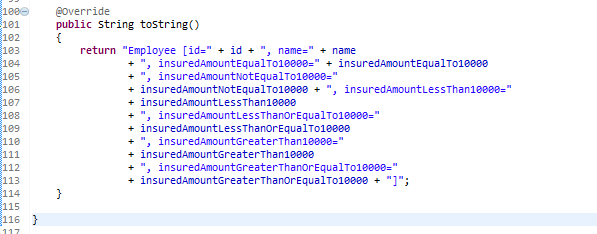 100 @Override
101 public String toString()
102 {
103 return "Employee [id=" + id + ", name=" + name
104 + ", insuredAmountEqualTo10000=" + insuredAmountEqualTo10000
105 + ", insuredAmountNotEqualTo10000="
106 + insuredAmountNotEqualTo10000 + ", insuredAmountLessThan10000="
107 + insuredAmountLessThan10000
108 + ", insuredAmountLessThanOrEqualTo10000="
109 + insuredAmountLessThanOrEqualTo10000
110 + ", insuredAmountGreaterThan10000="
111 + insuredAmountGreaterThan10000
112 + ", insuredAmountGreaterThanOrEqualTo10000="
113 + insuredAmountGreaterThanOrEqualTo10000 + "]";
114 }
115
116 }